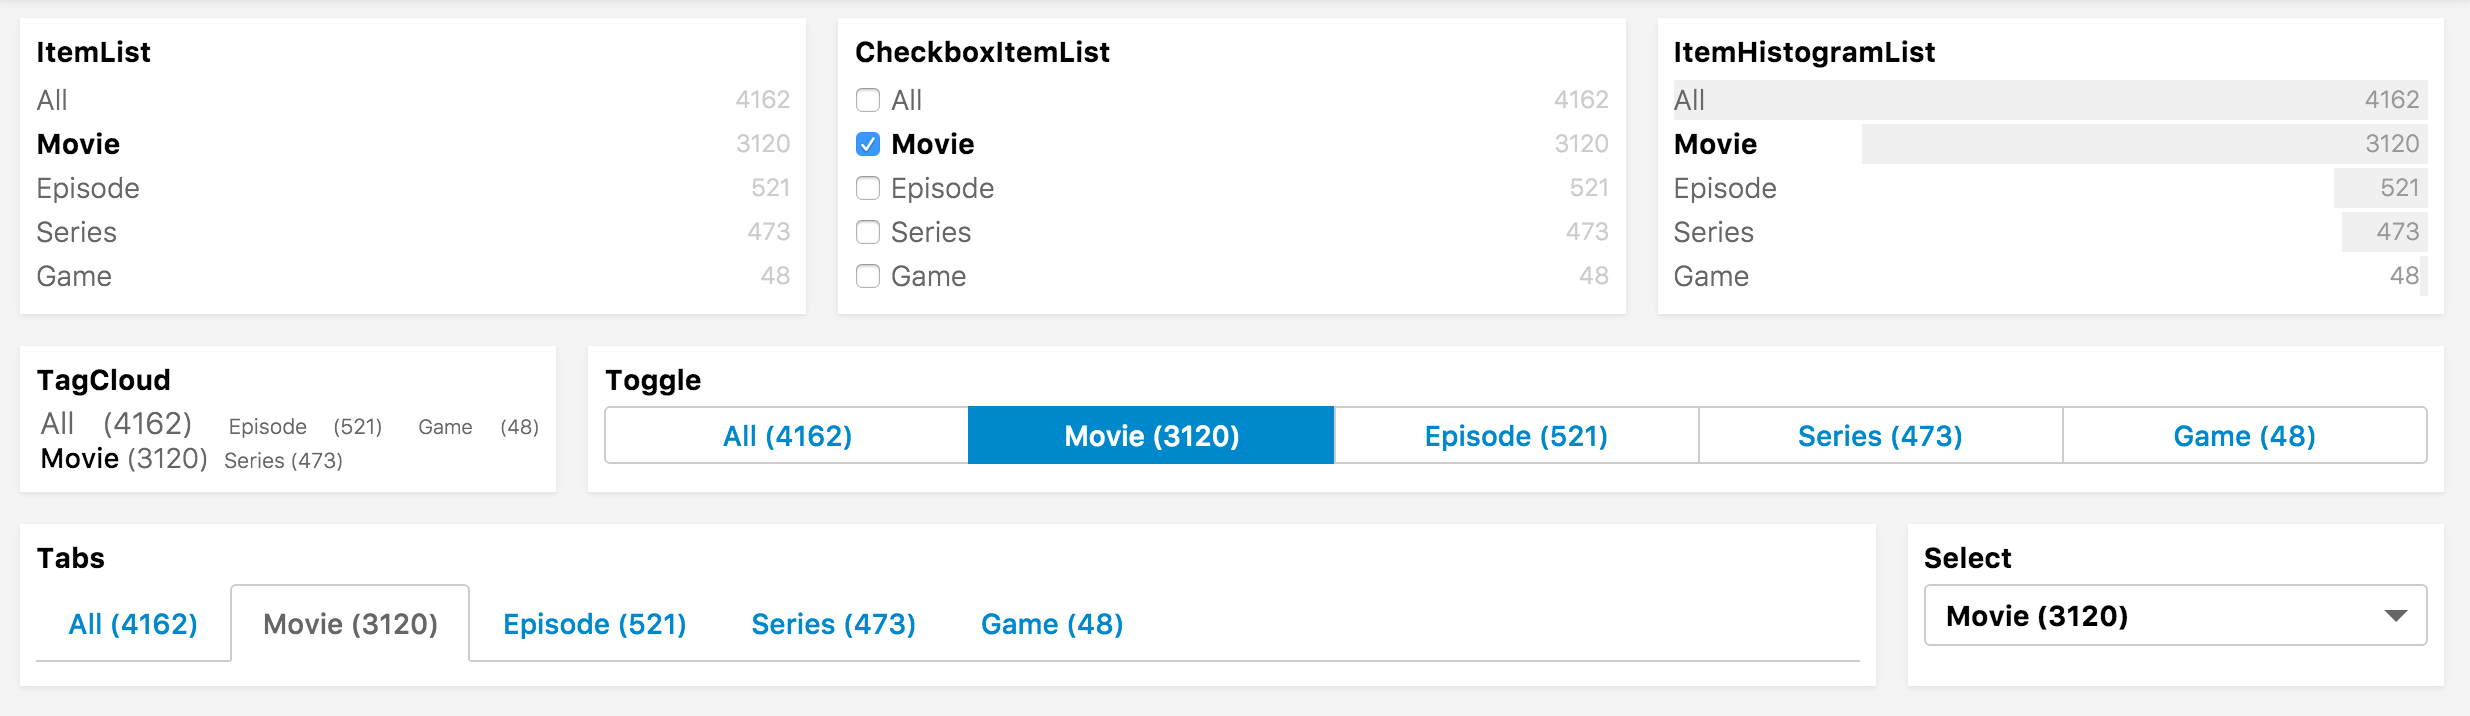 ItemList
All 4162
Movie 3120
Episode 521
Series 473
Game 48
CheckboxItemList
All 4162
Movie 3120
Episode 521
Series 473
Game 48
ItemHistogramList
All 4162
Movie 3120
Episode 521
Series 473
Game 48
TagCloud
All (4162) Episode (521) Game (48)
Movie (3120) Series (473)
Toggle
All (4162) Movie (3120) Episode (521) Series (473) Game (48)
Tabs
All (4162) Movie (3120) Episode (521) Series (473) Game (48)
Select
Movie (3120)